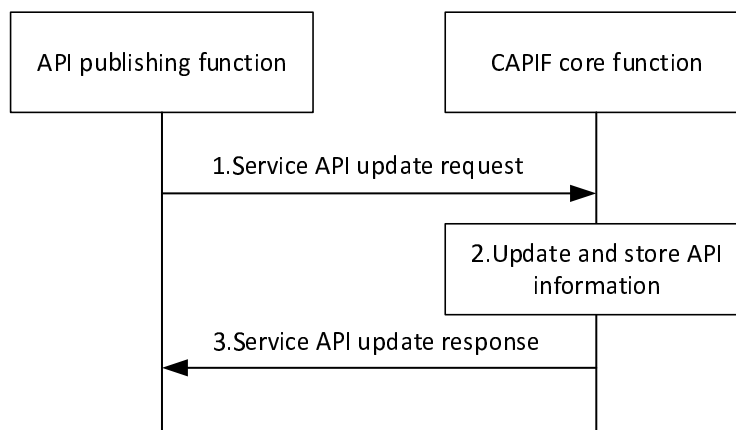 API publishing function
CAPIF core function
1.Service API update request
2.Update and store API
information
3.Service API update response